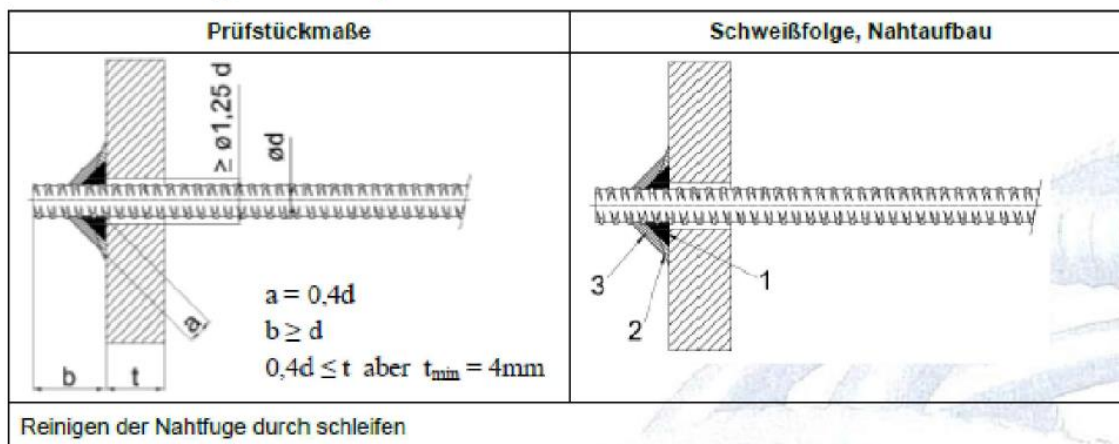 Prüfstückmaße
Schweißfolge, Nahtaufbau
≥ ø1,25 d
ød
a
b
t
a = 0,4d
b ≥ d
0,4d ≤ t aber tmin = 4mm
1
2
3
Reinigen der Nahtfuge durch schleifen